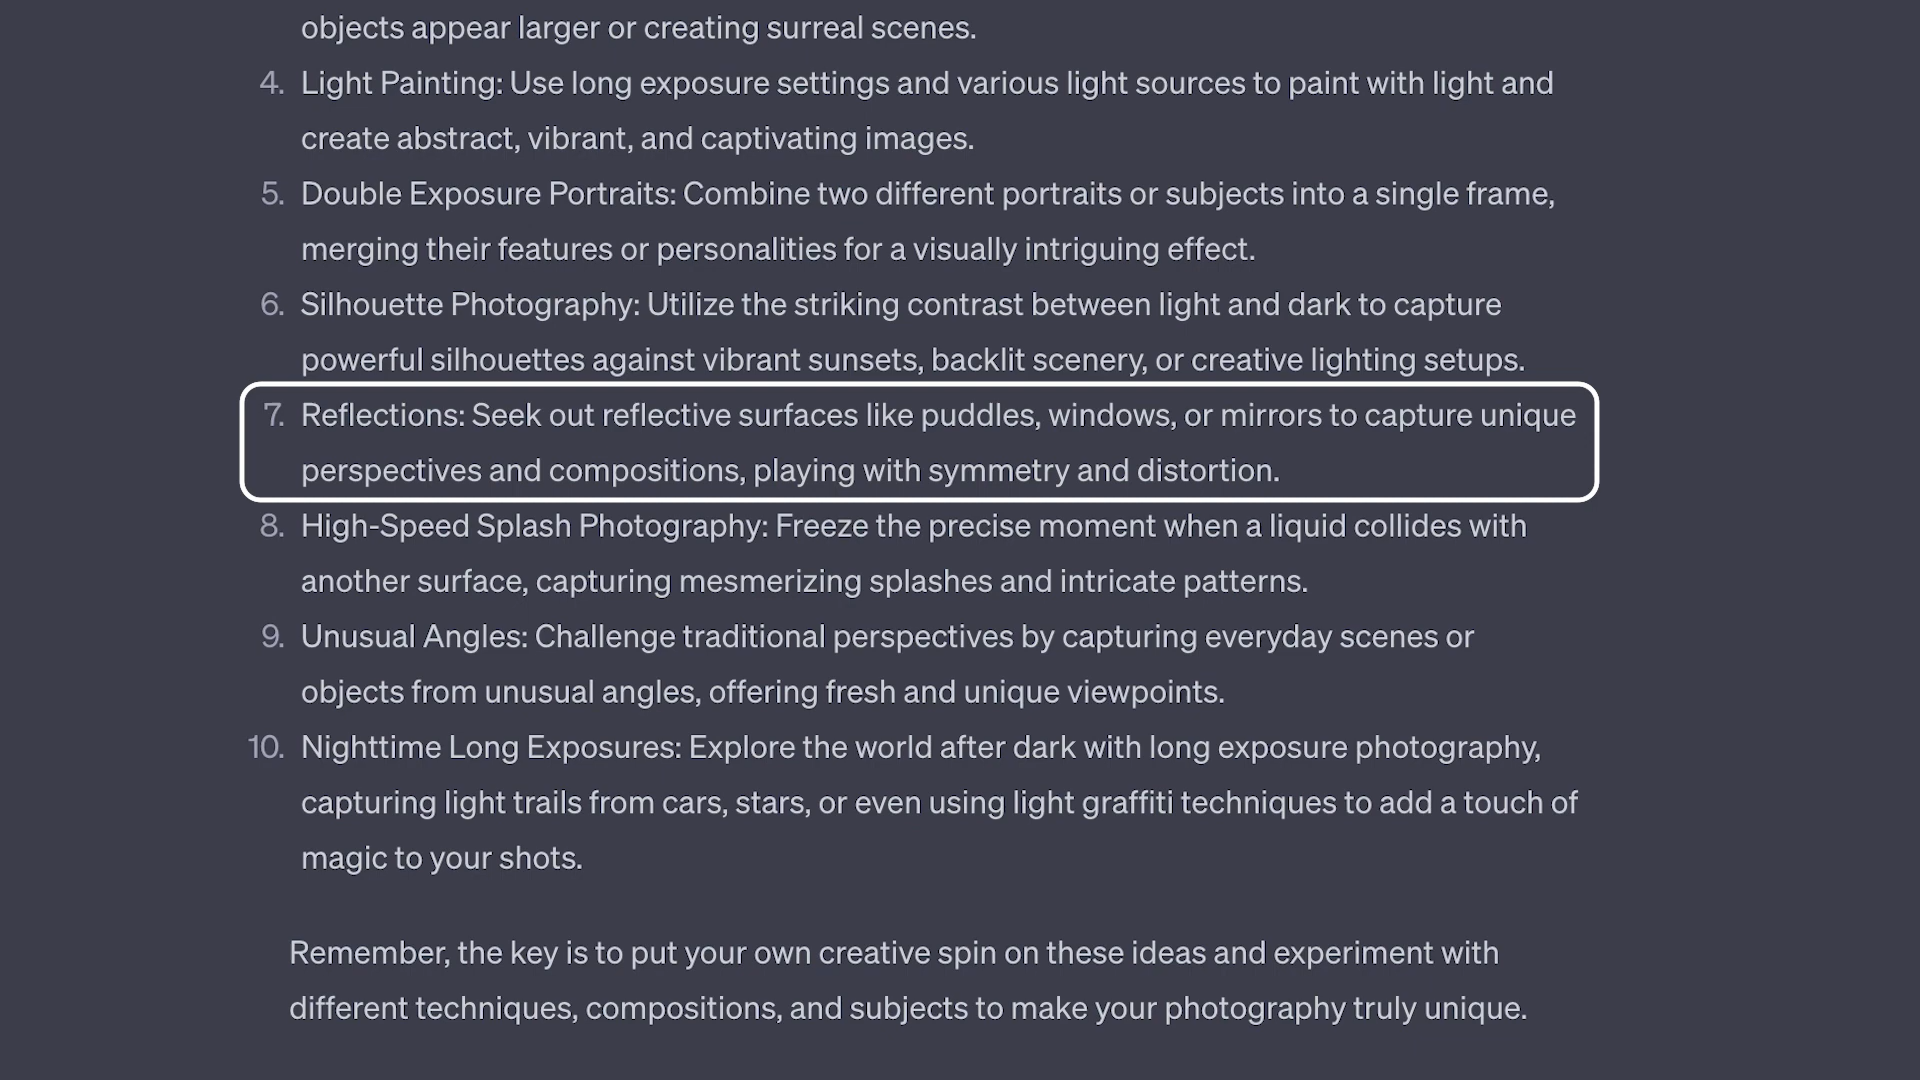 objects appear larger or creating surreal scenes.
4. Light Painting: Use long exposure settings and various light sources to paint with light and
create abstract, vibrant, and captivating images.
5. Double Exposure Portraits: Combine two different portraits or subjects into a single frame,
merging their features or personalities for a visually intriguing effect.
6. Silhouette Photography: Utilize the striking contrast between light and dark to capture
powerful silhouettes against vibrant sunsets, backlit scenery, or creative lighting setups.
7. Reflections: Seek out reflective surfaces like puddles, windows, or mirrors to capture unique
perspectives and compositions, playing with symmetry and distortion.
8. High-Speed Splash Photography: Freeze the precise moment when a liquid collides with
another surface, capturing mesmerizing splashes and intricate patterns.
9. Unusual Angles: Challenge traditional perspectives by capturing everyday scenes or
objects from unusual angles, offering fresh and unique viewpoints.
10. Nighttime Long Exposures: Explore the world after dark with long exposure photography,
capturing light trails from cars, stars, or even using light graffiti techniques to add a touch of
magic to your shots.
Remember, the key is to put your own creative spin on these ideas and experiment with
different techniques, compositions, and subjects to make your photography truly unique.